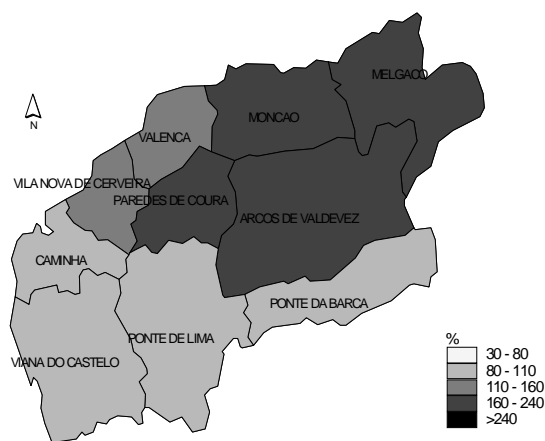 MELGACO
MONCAO
VALENCA
VILA NOVA DE CERVEIRA
PAREDES DE COURA
ARCOS DE VALDEVEZ
CAMINHA
PONTE DA BARCA
PONTE DE LIMA
VIANA DO CASTELO
N
%
30 - 80
80 - 110
110 - 160
160 - 240
>240